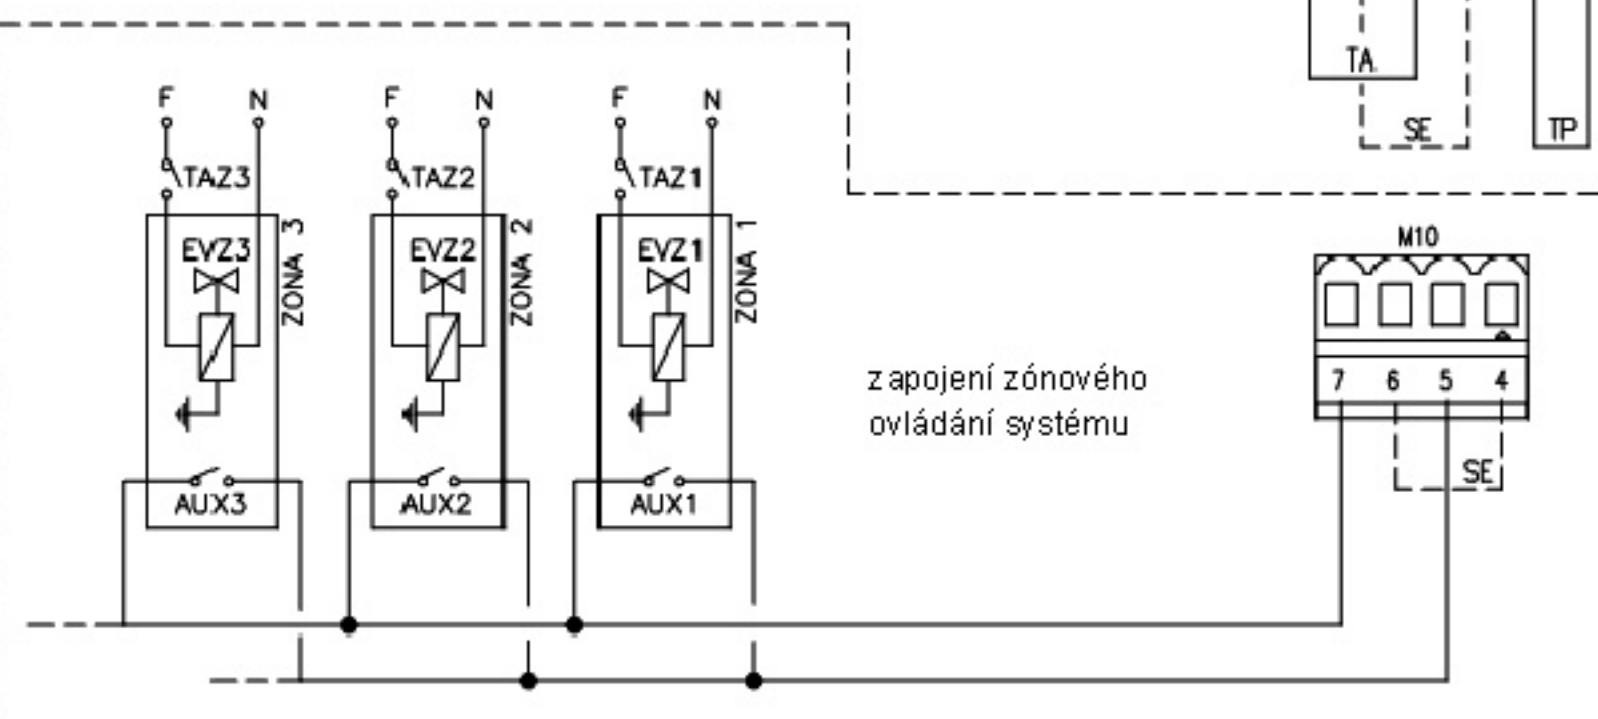 TA
SE
TP
F N F N F N
TAZ3 TAZ2 TAZ1
EVZ3 ZONA 3 EVZ2 ZONA 2 EVZ1 ZONA 1
M10
zapojení zónového
ovládání systému
7 6 5 4
SE
AUX3 AUX2 AUX1